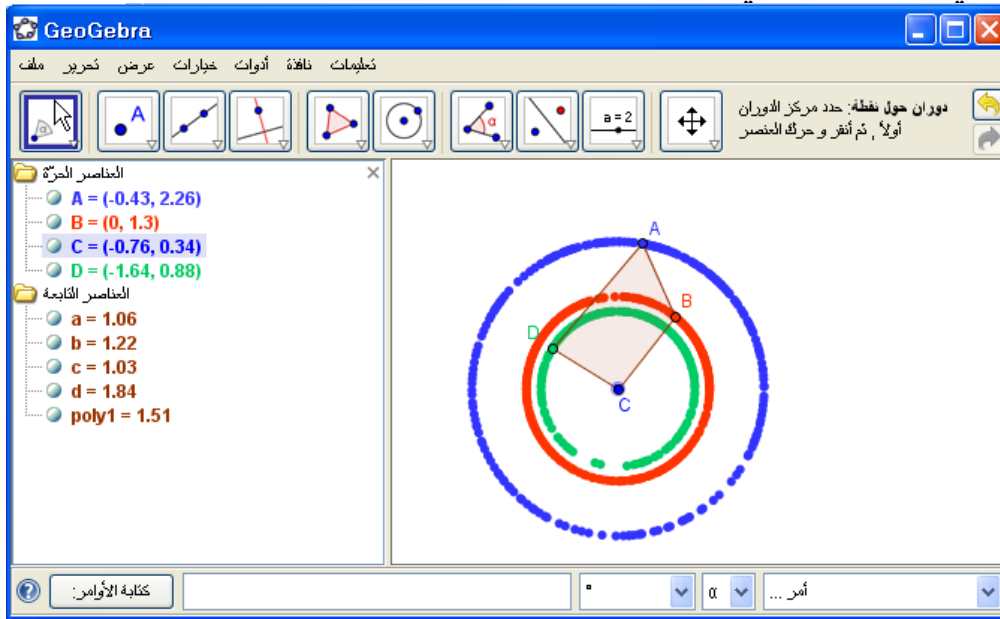 GeoGebra
ملف تحرير عرض خيارات أدوات نافذة تعليمات
A
α
a = 2
دوران حول نقطة: حدد مركز الدوران
أولاً , ثم أنقر و حرك العنصر
العناصر الحرّة
A = (-0.43, 2.26)
B = (0, 1.3)
C = (-0.76, 0.34)
D = (-1.64, 0.88)
العناصر التابعة
a = 1.06
b = 1.22
c = 1.03
d = 1.84
poly1 = 1.51
A
B
D
C
كتابة الأوامر:
°
α
أمر ...